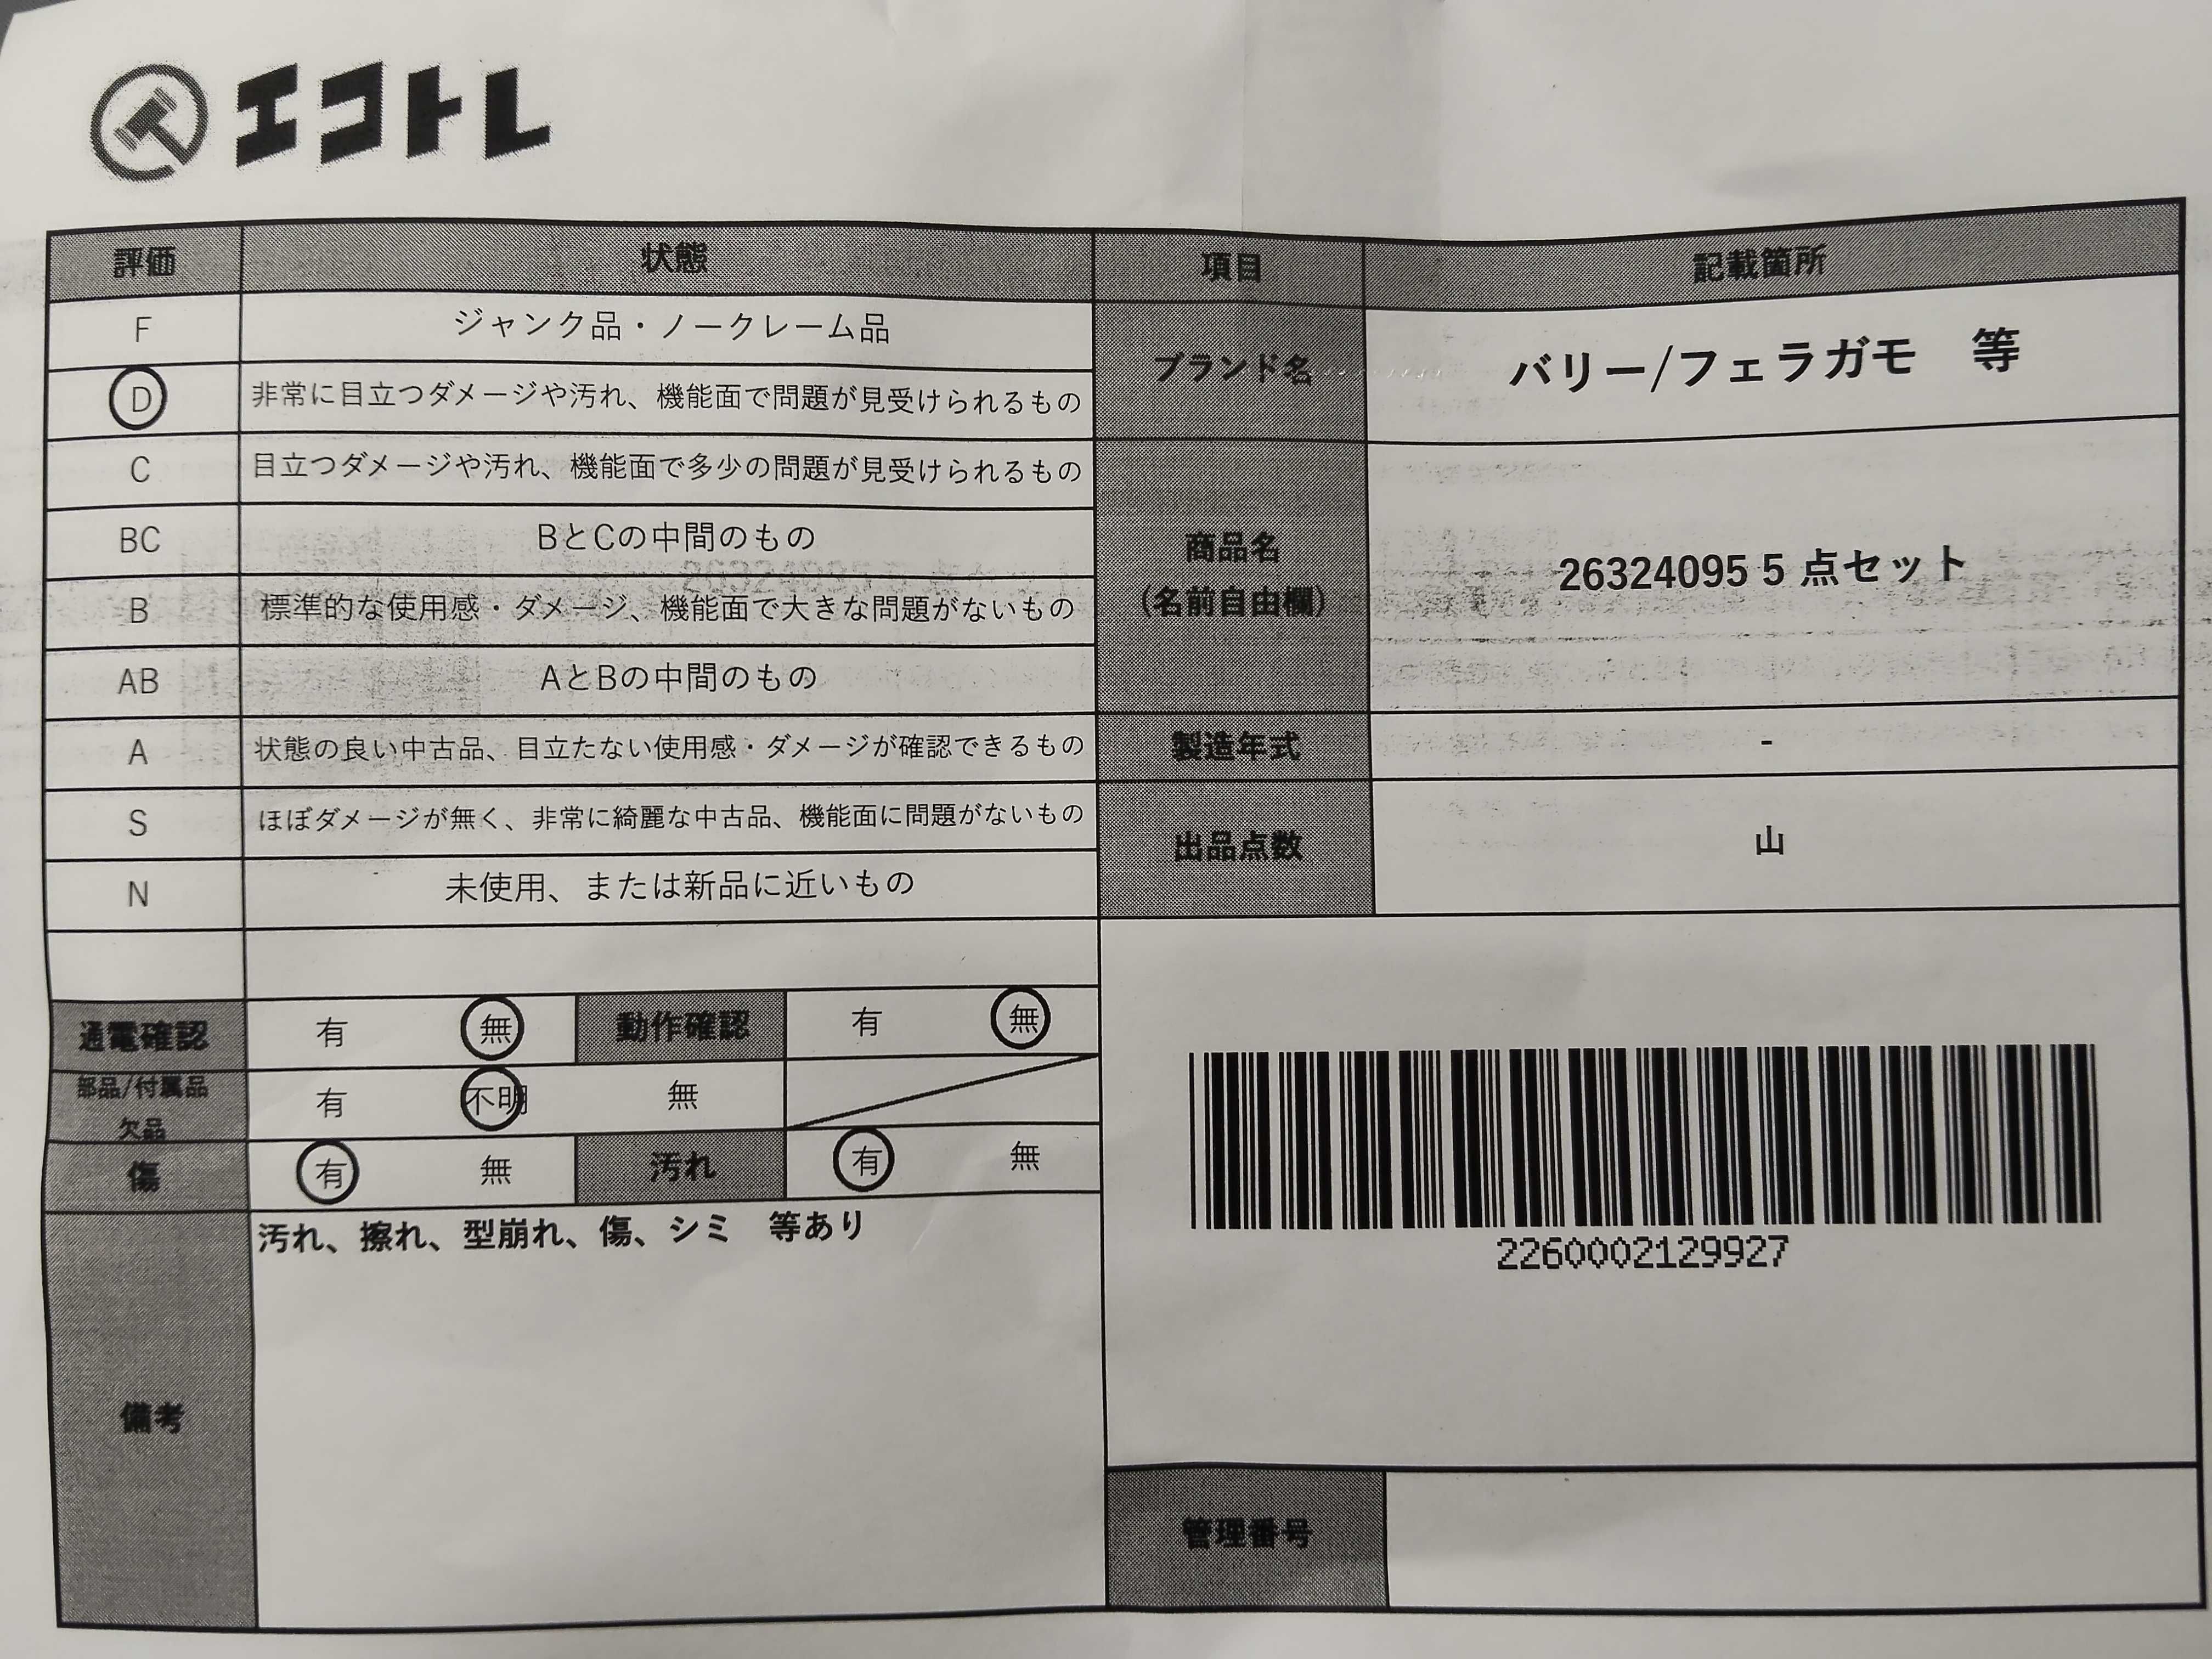 エコトレ
評価 状態 項目 記載箇所
F ジャンク品・ノークレーム品
D 非常に目立つダメージや汚れ、機能面で問題が見受けられるもの
ブランド名 バリー/フェラガモ 等
C 目立つダメージや汚れ、機能面で多少の問題が見受けられるもの
BC BとCの中間のもの
B 標準的な使用感・ダメージ、機能面で大きな問題がないもの
商品名
(名前自由欄)
26324095 5 点セット
AB AとBの中間のもの
A 状態の良い中古品、目立たない使用感・ダメージが確認できるもの
製造年式 -
S ほぼダメージが無く、非常に綺麗な中古品、機能面に問題がないもの
出品点数 山
N 未使用、または新品に近いもの
通電確認 有 無 動作確認 有 無
部品/付属品
欠品
有 不明 無
傷 有 無 汚れ 有 無
備考
汚れ、擦れ、型崩れ、傷、シミ 等あり
2260002129927
管理番号